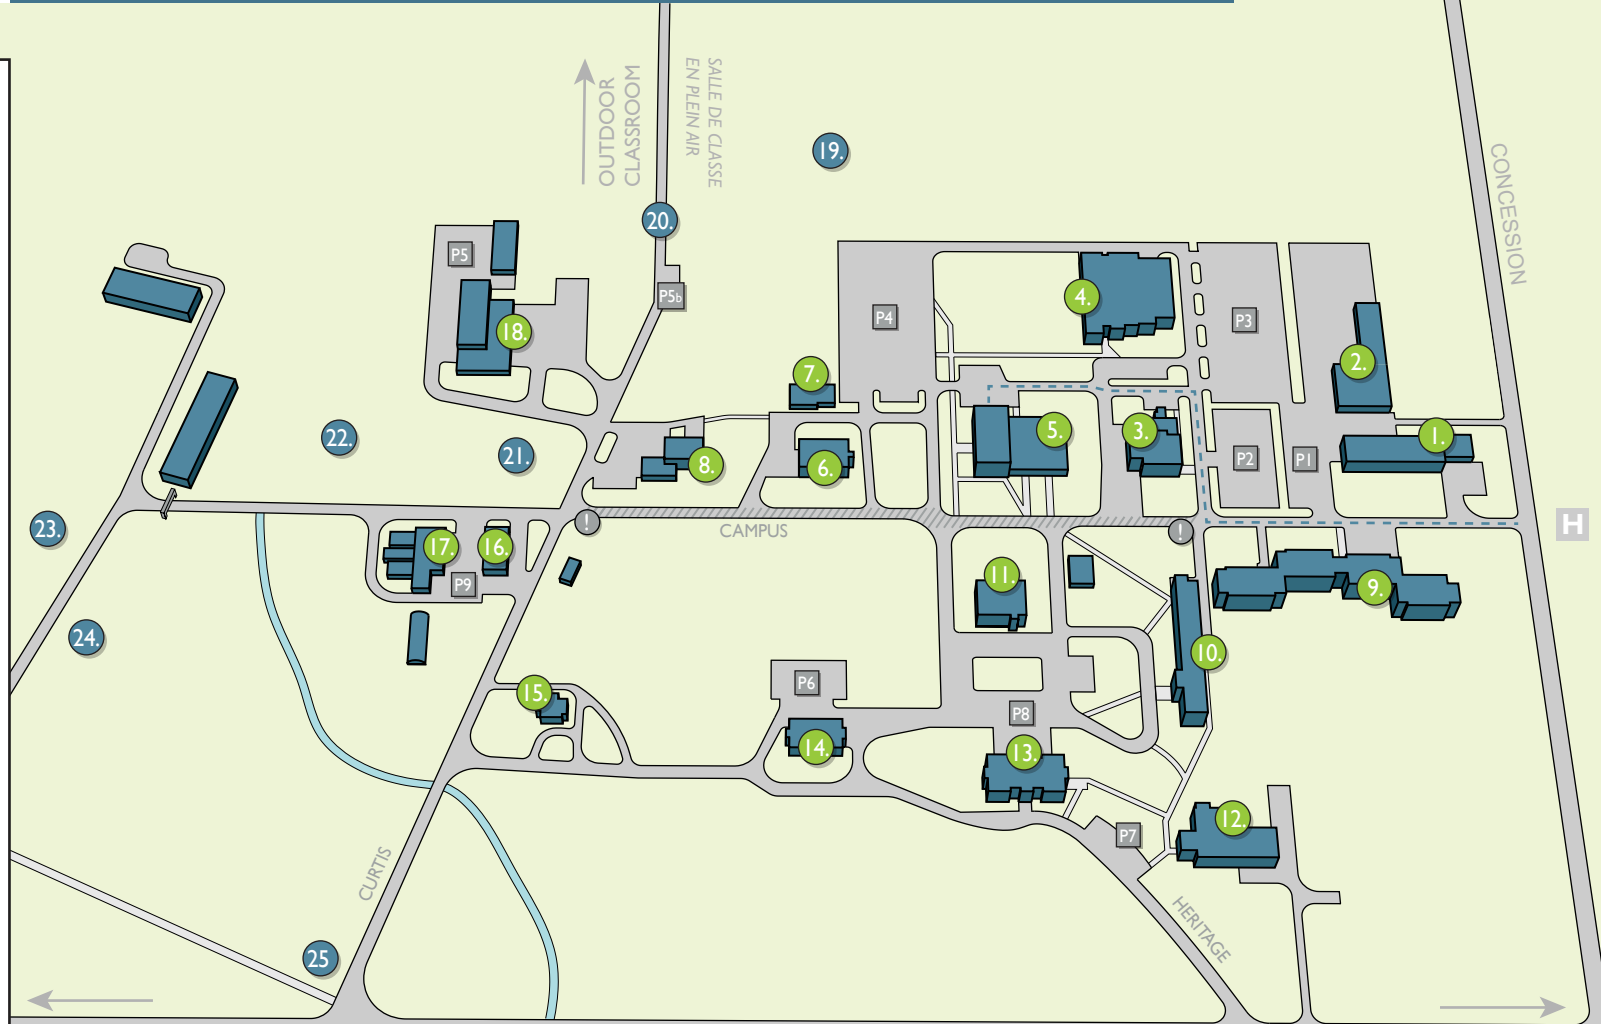 OUTDOOR
CLASSROOM
SALLE DE CLASSE
EN PLEIN AIR
19.
CONCESSION
20.
P5
P5b
4.
P4
P3
18.
2.
7.
22.
21.
8.
6.
5.
3.
P2
P1
1.
23.
!
CAMPUS
!
H
17.
16.
P9
11.
9.
24.
10.
15.
P6
P8
14.
13.
12.
P7
CURTIS
HERITAGE
25